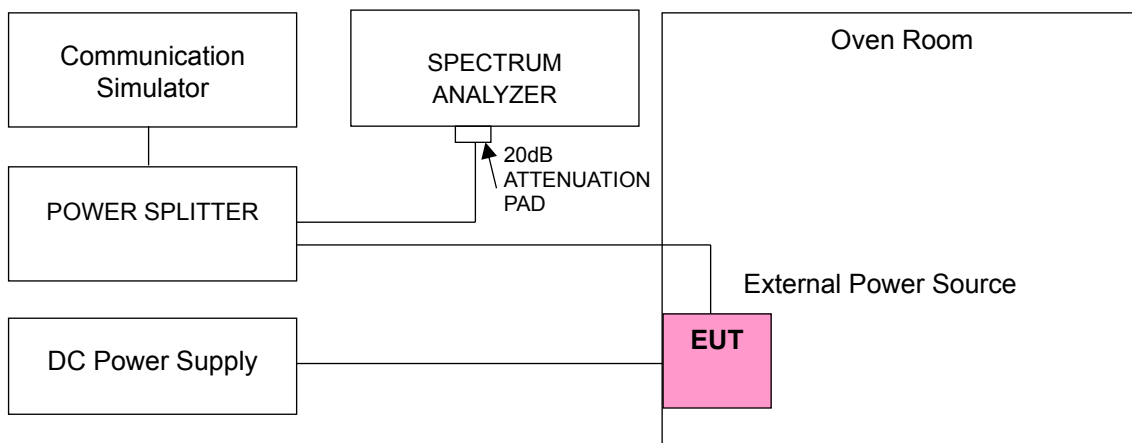 Communication
Simulator
SPECTRUM
ANALYZER
Oven Room
20dB
ATTENUATION
PAD
POWER SPLITTER
External Power Source
EUT
DC Power Supply